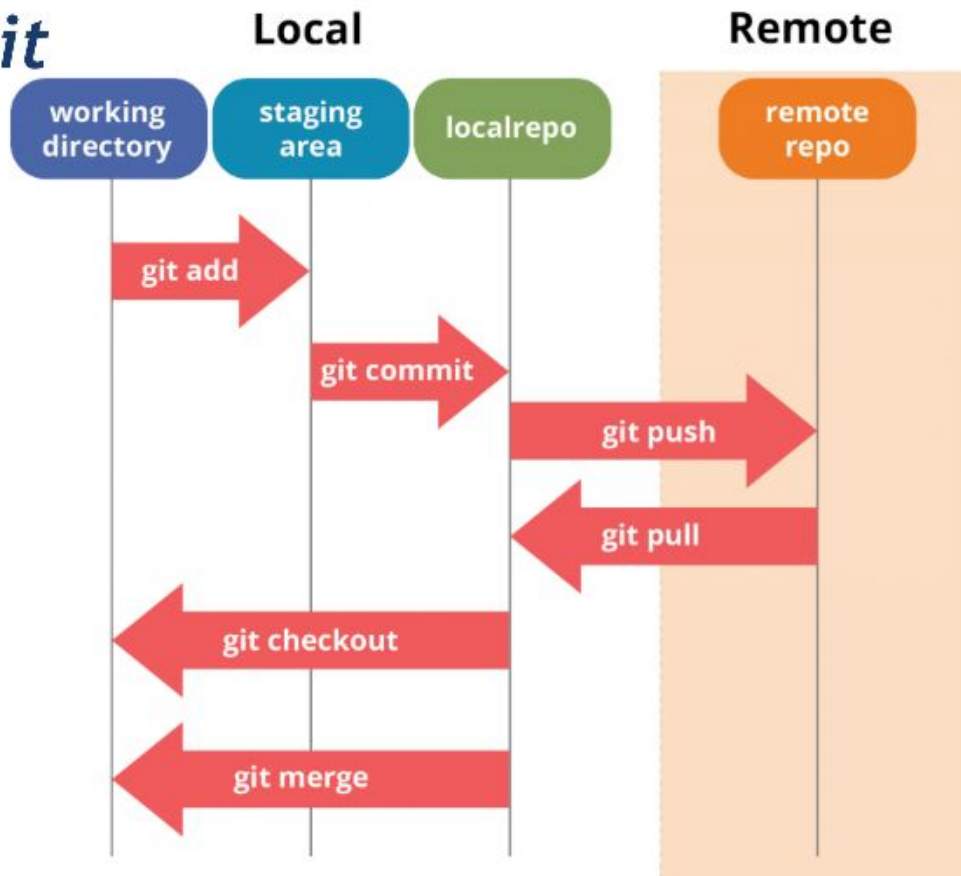 it
Local
Remote
working
directory
staging
area
localrepo
remote
repo
git add
git commit
git push
git pull
git checkout
git merge